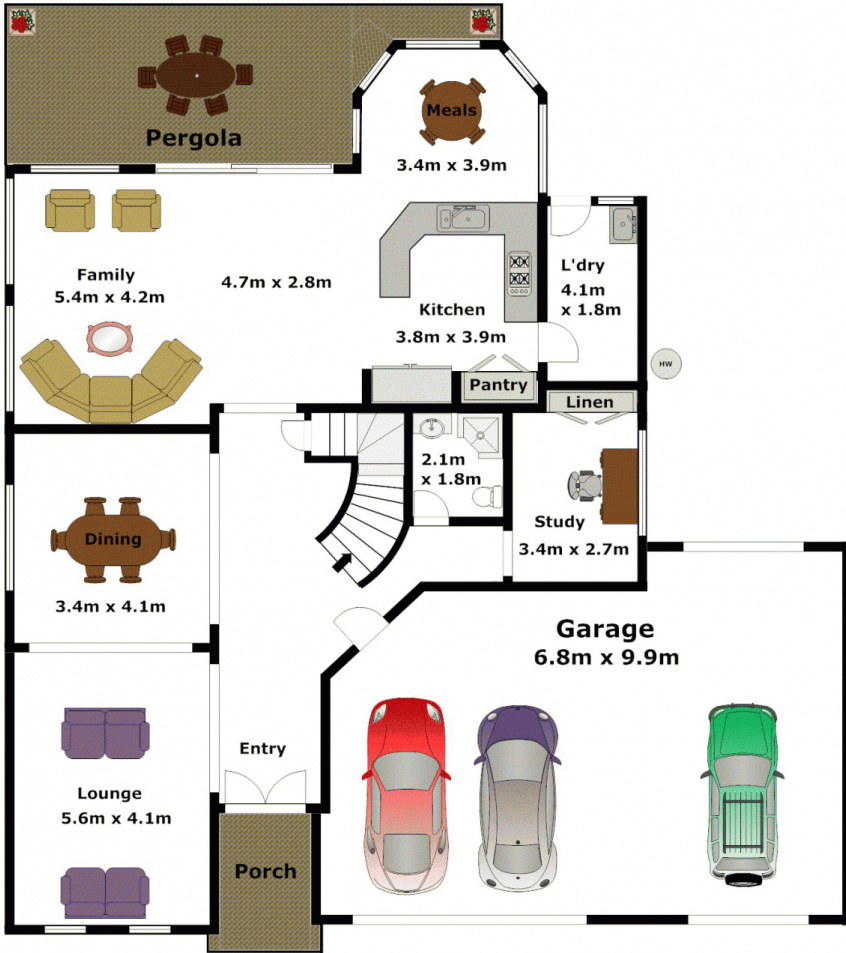 Pergola
Meals
3.4m x 3.9m
Family
5.4m x 4.2m
4.7m x 2.8m
Kitchen
3.8m x 3.9m
L'dry
4.1m
x 1.8m
HW
Pantry
Linen
2.1m
x 1.8m
Study
3.4m x 2.7m
Dining
3.4m x 4.1m
Garage
6.8m x 9.9m
Entry
Lounge
5.6m x 4.1m
Porch